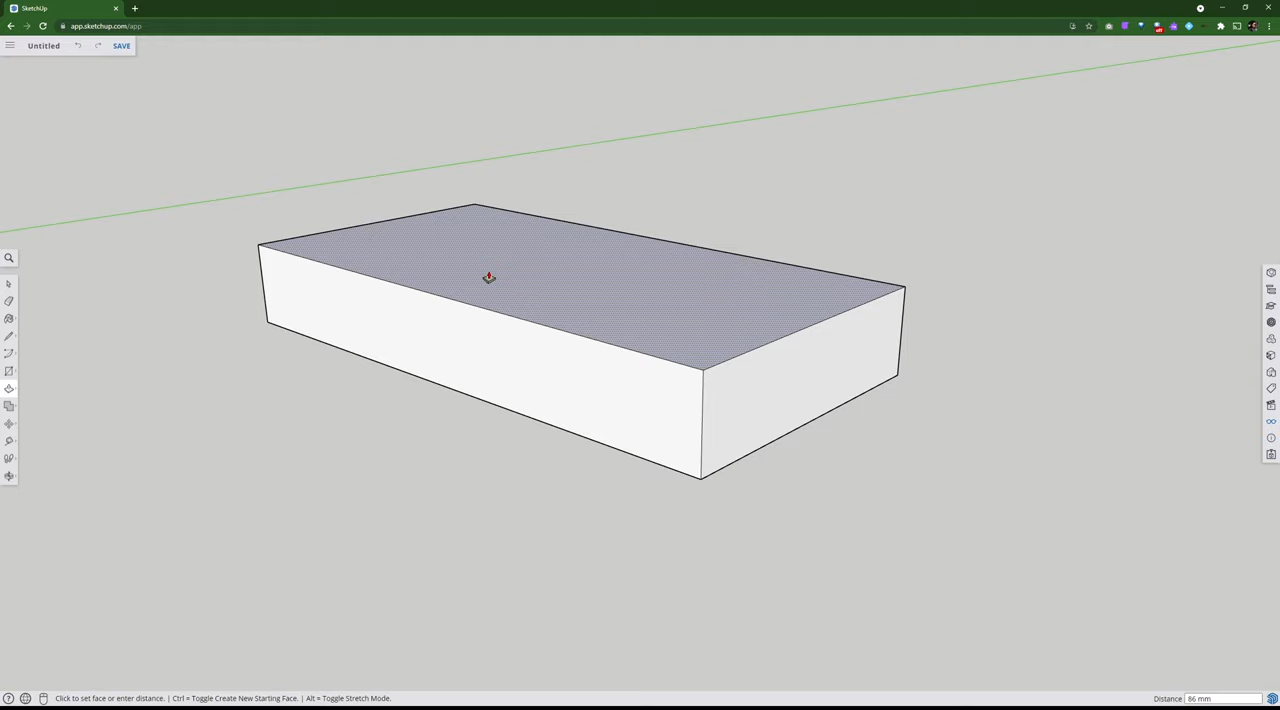 SketchUp
app.sketchup.com/app
off
Untitled
SAVE
Click to set face or enter distance. | Ctrl = Toggle Create New Starting Face. | Alt = Toggle Stretch Mode.
Distance 86 mm